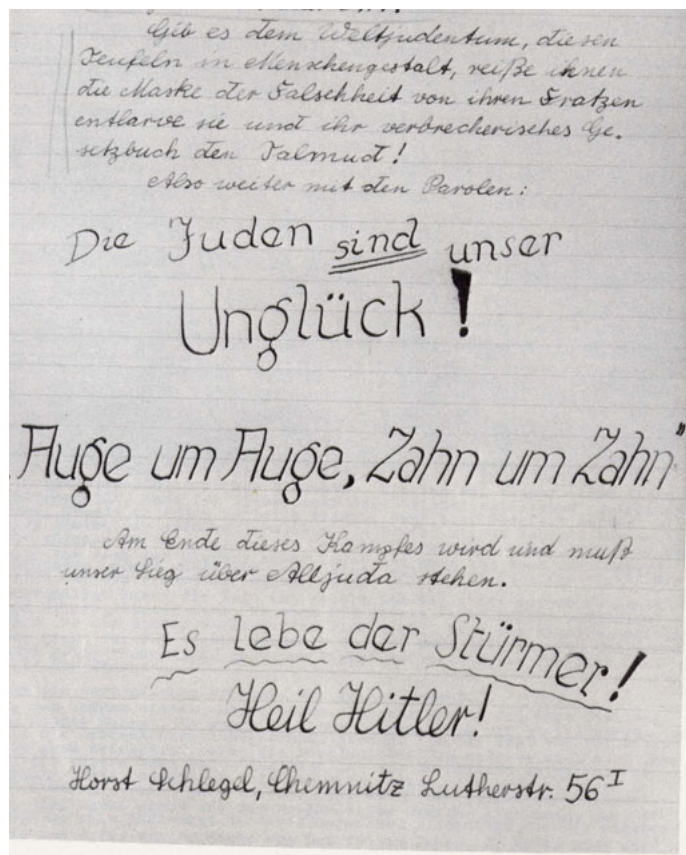 Gib es dem Weltjudentum, diesen
Teufeln in Menschengestalt, reiße ihnen
die Maske der Falschheit von ihren Fratzen
entlarve sie und ihr verbrecherisches Ge-
setzbuch den Talmud!
Also weiter mit den Parolen:
Die Juden sind unser
Unglück!
Auge um Auge, Zahn um Zahn"
Am Ende dieses Kampfes wird und muß
unser Sieg über Alljuda stehen.
Es lebe der Stürmer!
Heil Hitler!
Horst Schlegel, Chemnitz Lutherstr. 56 I